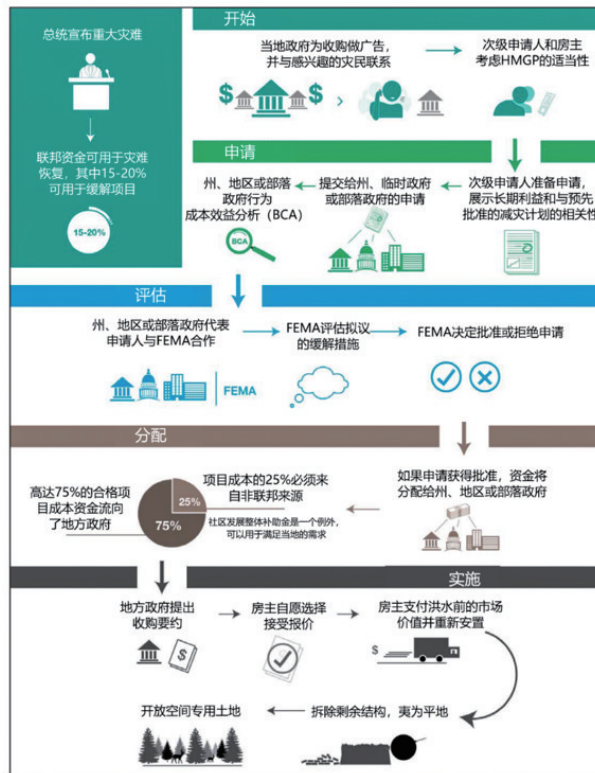 总统宣布重大灾难
联邦资金可用于灾难
恢复，其中15-20%
可用于缓解项目
15-20%
开始
当地政府为收购做广告，
并与感兴趣的灾民联系
次级申请人和房主
考虑HMGP的适当性
$
$
申请
次级申请人准备申请，
展示长期利益和与预先
批准的减灾计划的相关性
提交给州、临时政府
或部落政府的申请
州、地区或部落
政府行为
成本效益分析（BCA）
BCA
评估
州、地区或部落政府代表
申请人与FEMA合作
FEMA
FEMA评估拟议
的缓解措施
FEMA决定批准或拒绝申请
分配
如果申请获得批准，资金将
分配给州、地区或部落政府
项目成本的25%必须来
自非联邦来源
社区发展整体补助金是一个例外，
可以用于满足当地的需求
25%
75%
高达75%的合格项
目成本资金流向
了地方政府
实施
地方政府提出
收购要约
$
房主自愿选择
接受报价
房主支付洪水前的市场
价值并重新安置
$
拆除剩余结构，夷为平地
开放空间专用土地